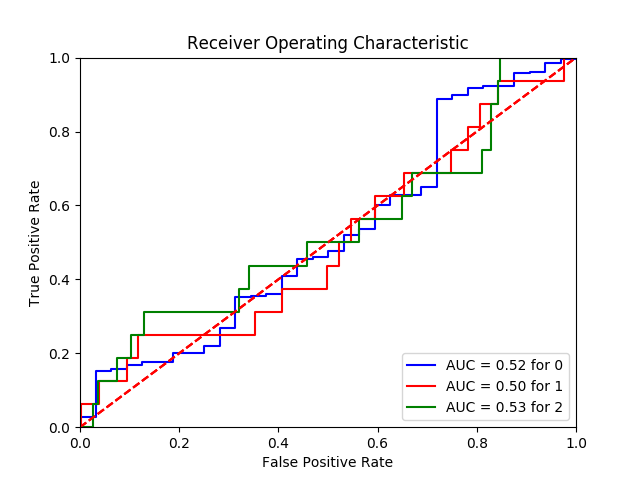 Receiver Operating Characteristic
True Positive Rate
1.0
0.8
0.6
0.4
0.2
0.0
AUC = 0.52 for 0
AUC = 0.50 for 1
AUC = 0.53 for 2
0.0 0.2 0.4 0.6 0.8 1.0
False Positive Rate